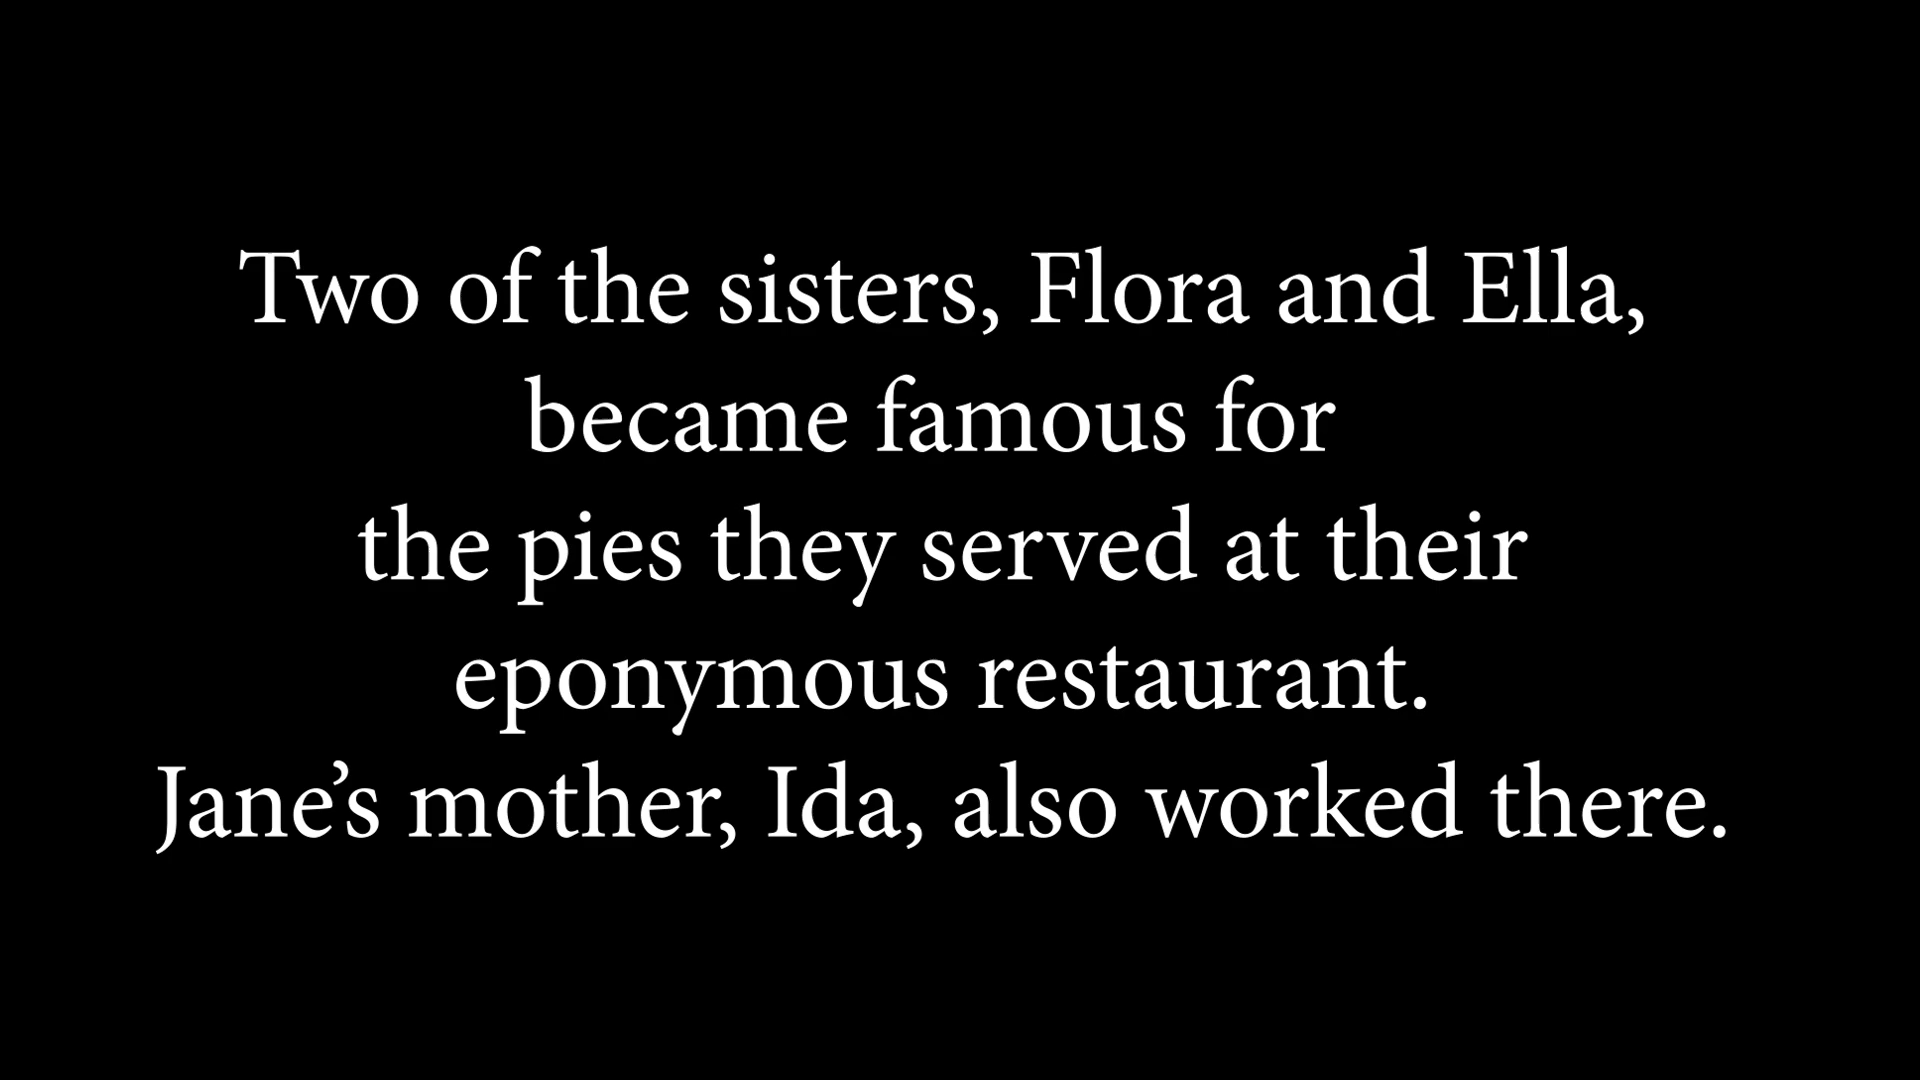 Two of the sisters, Flora and Ella,
became famous for
the pies they served at their
eponymous restaurant.
Jane’s mother, Ida, also worked there.